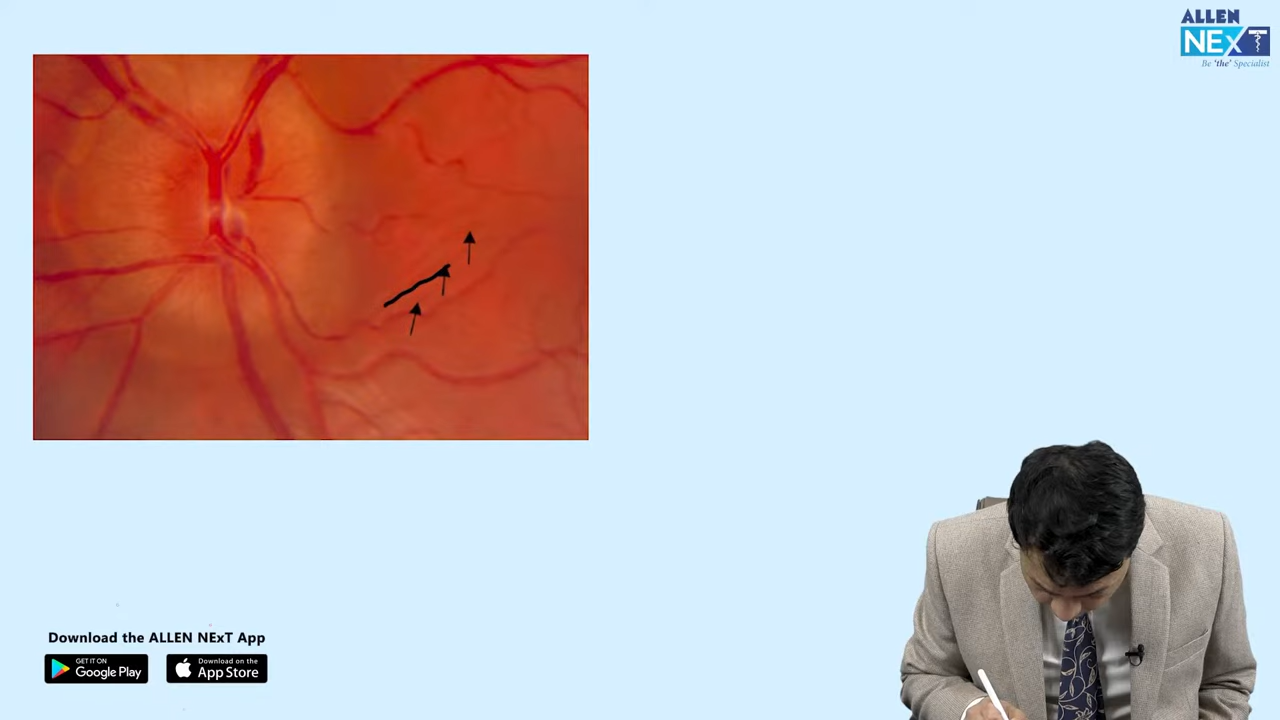 ALLEN
NExT
Be 'the' Specialist
Download the ALLEN NExT App
GET IT ON
Google Play
Download on the
App Store